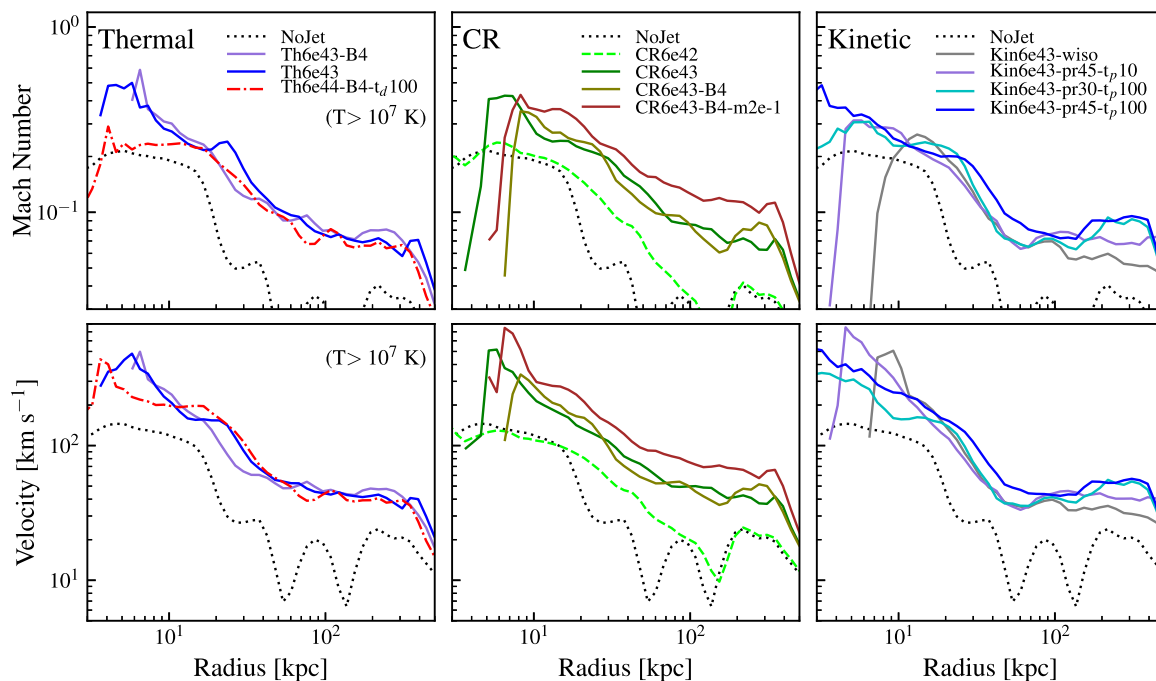 Thermal
NoJet
Th6e43-B4
Th6e43
Th6e44-B4-t_d100
(T> 10^7 K)
CR
NoJet
CR6e42
CR6e43
CR6e43-B4
CR6e43-B4-m2e-1
Kinetic
NoJet
Kin6e43-wiso
Kin6e43-pr45-t_p10
Kin6e43-pr30-t_p100
Kin6e43-pr45-t_p100
Mach Number
10^0
10^-1
(T> 10^7 K)
Velocity [km s^-1]
10^2
10^1
10^1 10^2
10^1 10^2
10^1 10^2
Radius [kpc]
Radius [kpc]
Radius [kpc]